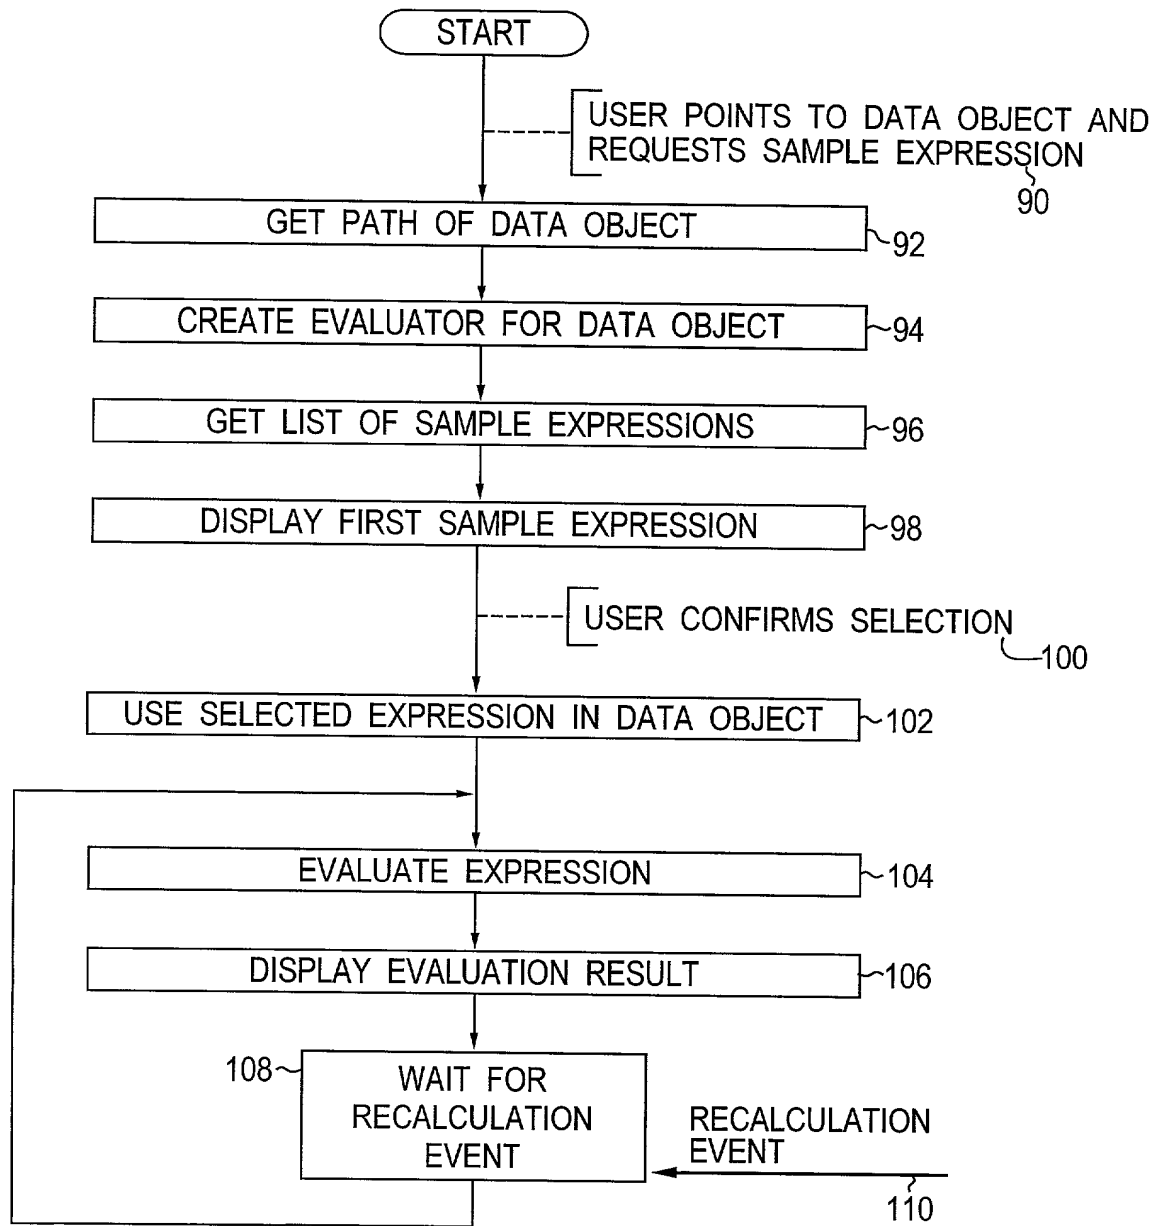 START
USER POINTS TO DATA OBJECT AND
REQUESTS SAMPLE EXPRESSION
90
GET PATH OF DATA OBJECT
92
CREATE EVALUATOR FOR DATA OBJECT
94
GET LIST OF SAMPLE EXPRESSIONS
96
DISPLAY FIRST SAMPLE EXPRESSION
98
USER CONFIRMS SELECTION
100
USE SELECTED EXPRESSION IN DATA OBJECT
102
EVALUATE EXPRESSION
104
DISPLAY EVALUATION RESULT
106
108
WAIT FOR
RECALCULATION
EVENT
RECALCULATION
EVENT
110